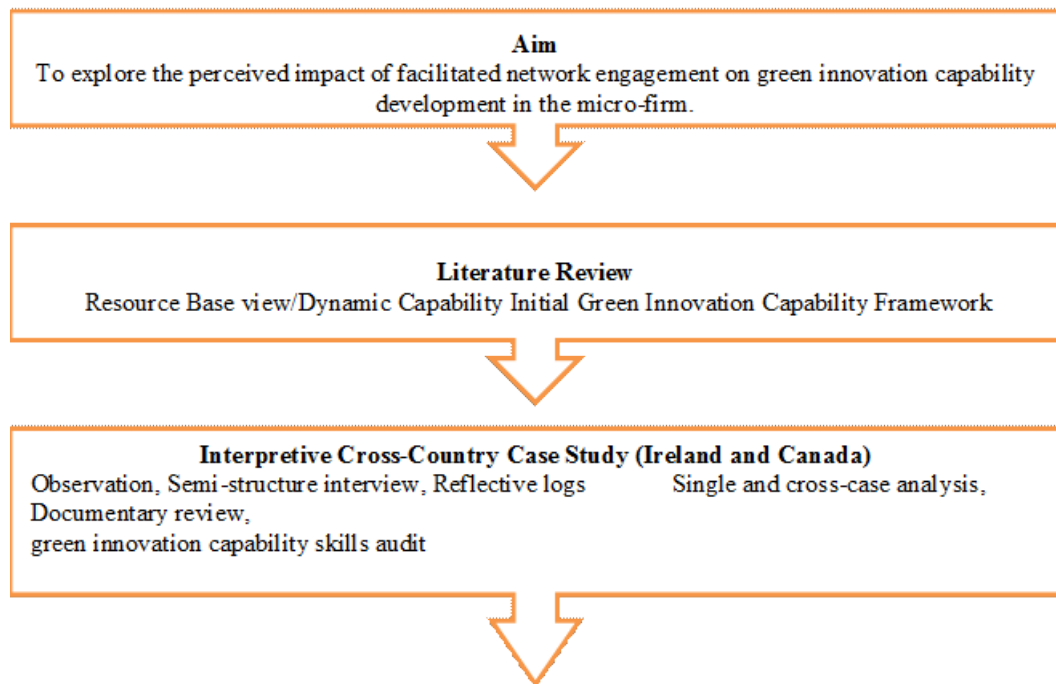 Aim
To explore the perceived impact of facilitated network engagement on green innovation capability
development in the micro-firm.
Literature Review
Resource Base view/Dynamic Capability Initial Green Innovation Capability Framework
Interpretive Cross-Country Case Study (Ireland and Canada)
Observation, Semi-structure interview, Reflective logs Single and cross-case analysis,
Documentary review,
green innovation capability skills audit